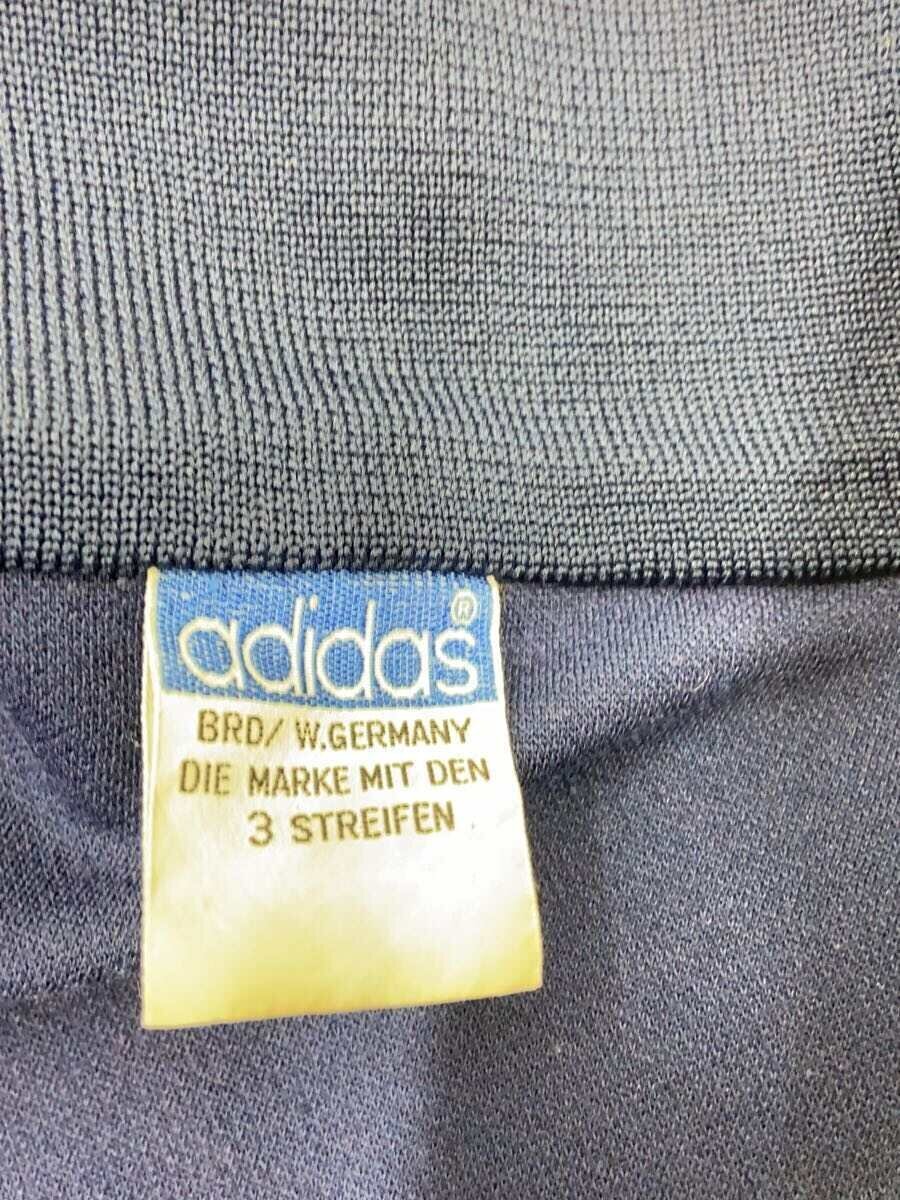 adidas®
BRD/ W.GERMANY
DIE MARKE MIT DEN
3 STREIFEN